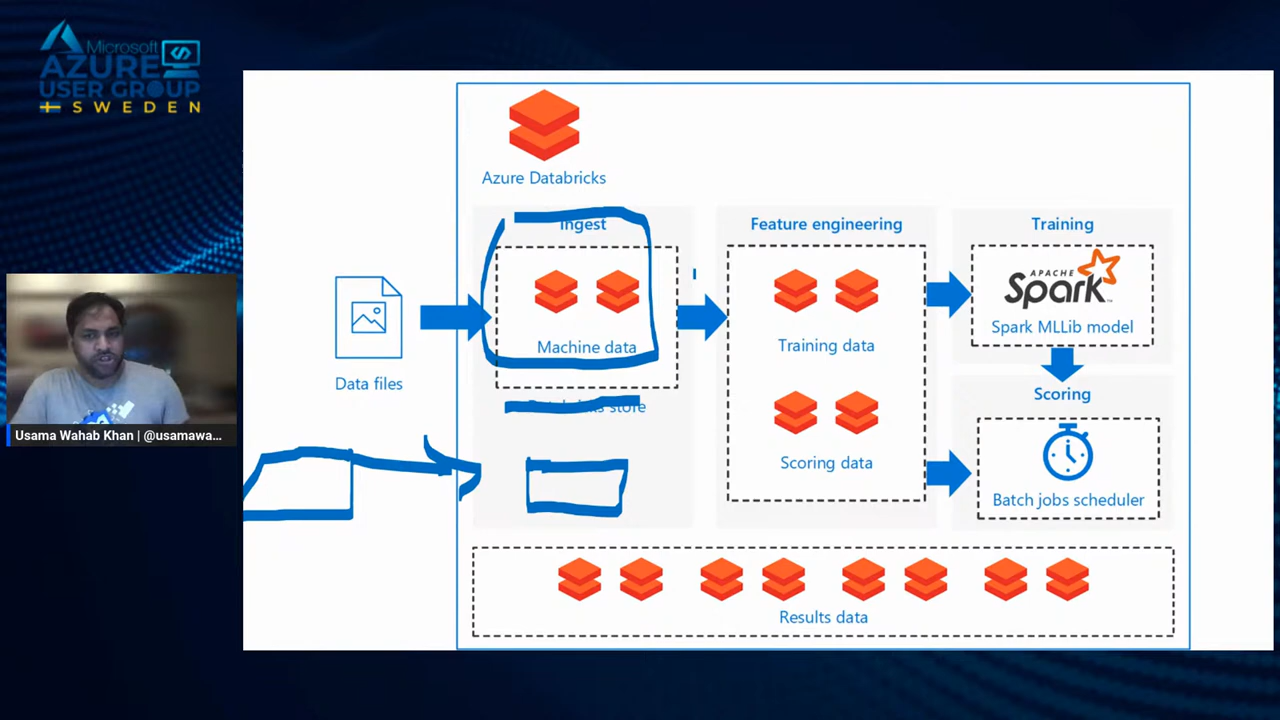 Microsoft
AZURE
USER GROUP
SWEDEN
Azure Databricks
Ingest
Feature engineering
Training
APACHE
Spark
Spark MLLib model
Machine data
Training data
Data files
Scoring
store
Scoring data
Batch jobs scheduler
Results data
Usama Wahab Khan | @usamawa...